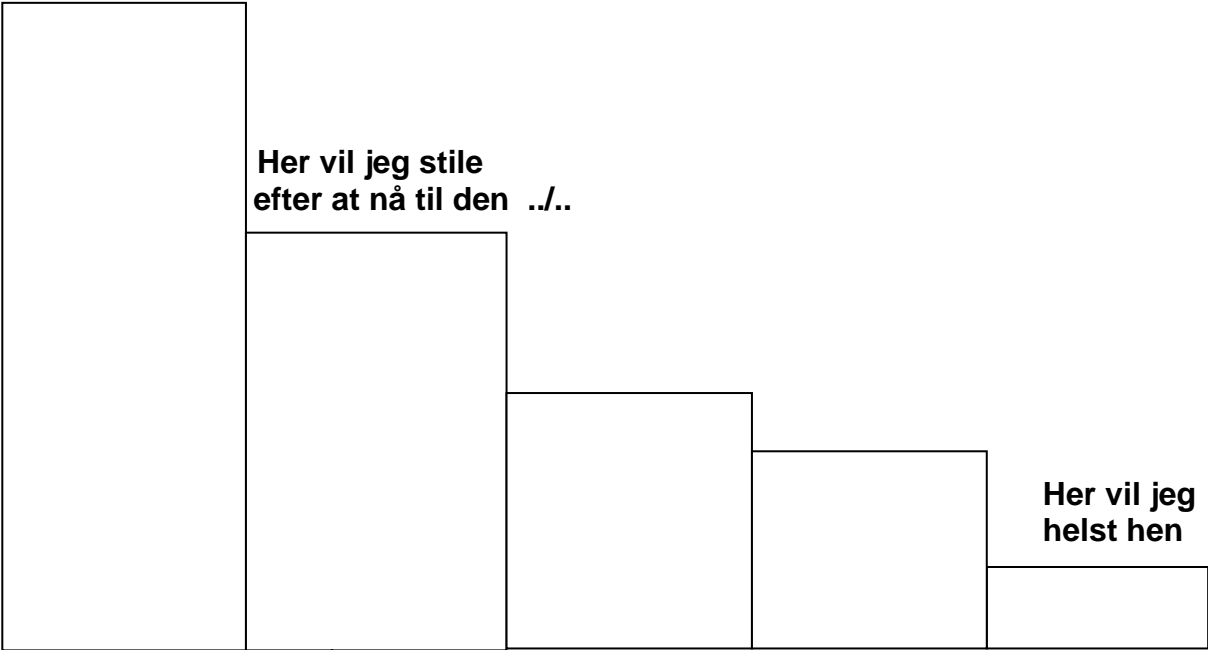 Her vil jeg stile
efter at nå til den ../..
Her vil jeg
helst hen